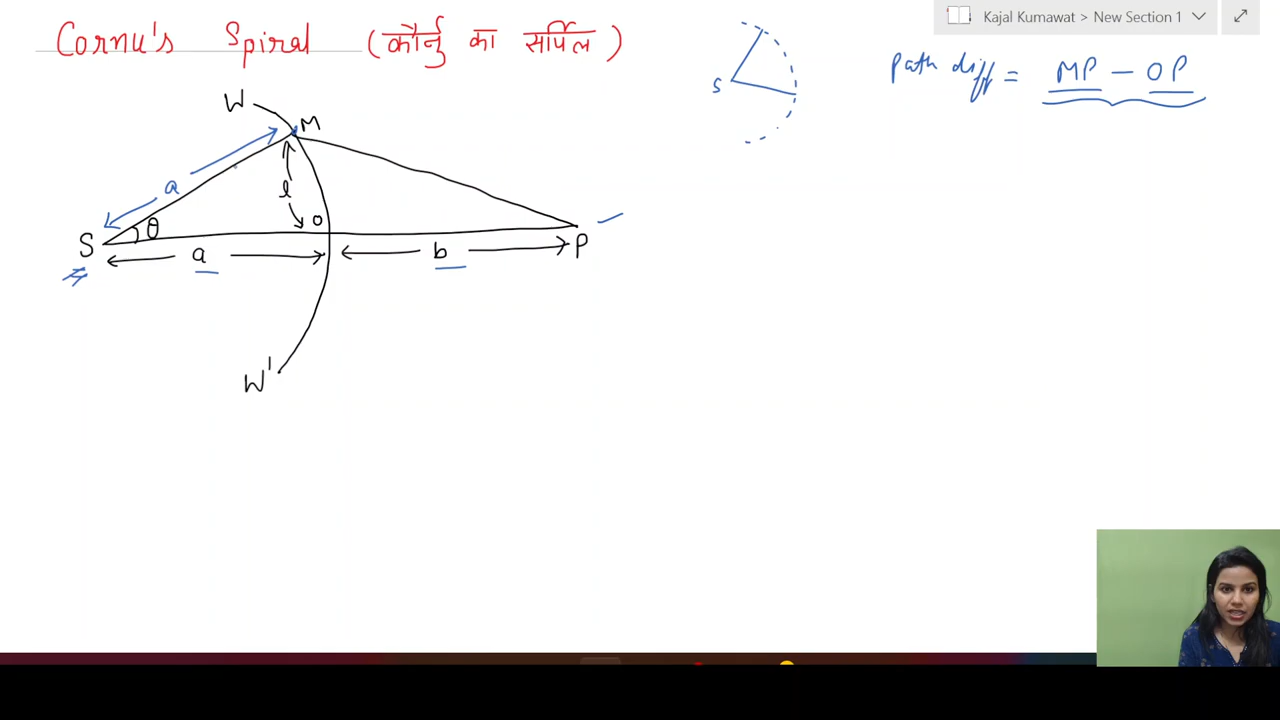 Cornu's Spiral (कौर्नु का सर्पिल)
Kajal Kumawat > New Section 1
Path diff = MP - OP
S
W
M
a
l
θ
O
S
a
b
P
W'